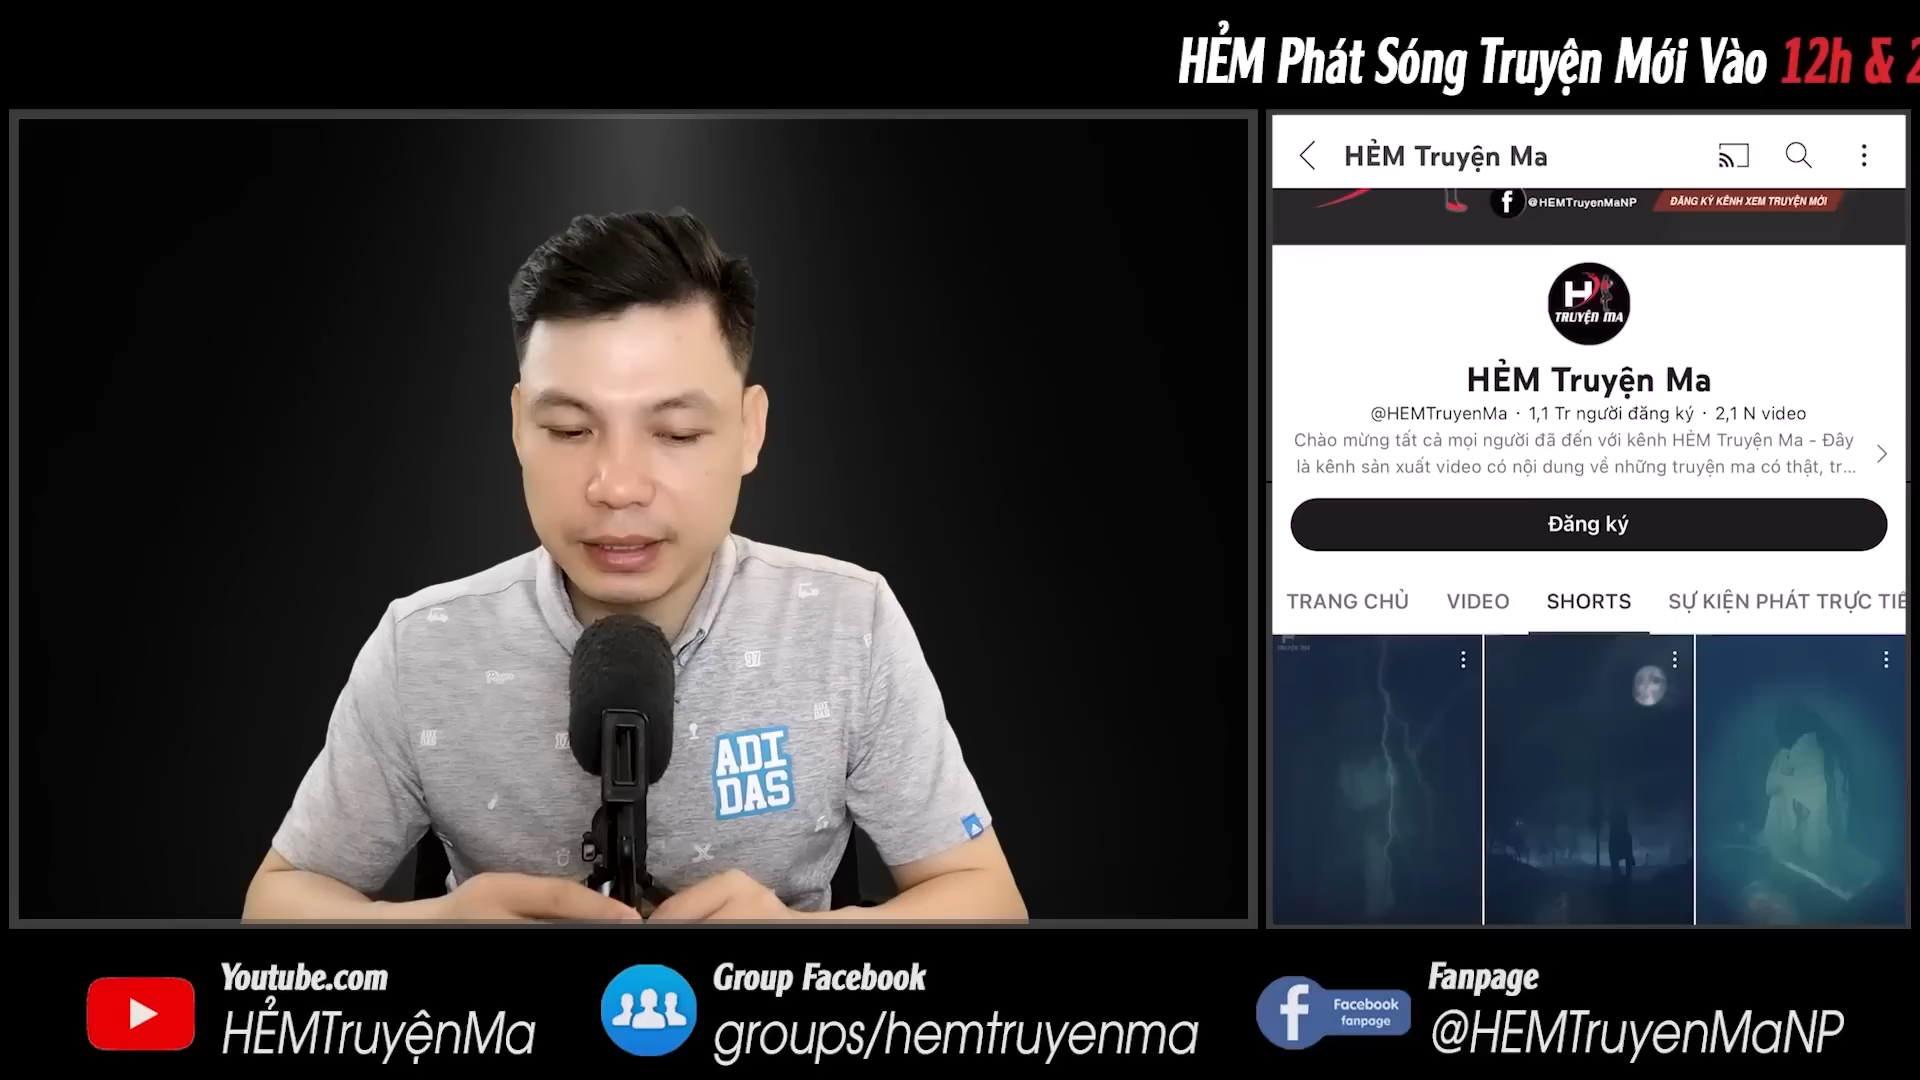 HẺM Phát Sóng Truyện Mới Vào 12h &
HẺM Truyện Ma
@HEMTruyenMaNP
ĐĂNG KÝ KÊNH XEM TRUYỆN MỚI
H
TRUYỆN MA
HẺM Truyện Ma
@HEMTruyenMa · 1,1 Tr người đăng ký · 2,1 N video
Chào mừng tất cả mọi người đã đến với kênh HẺM Truyện Ma - Đây
là kênh sản xuất video có nội dung về những truyện ma có thật, tr...
Đăng ký
TRANG CHỦ VIDEO SHORTS SỰ KIỆN PHÁT TRỰC TIẾ
97
ADI
DAS
ADI
DAS
Youtube.com
HẺMTruyệnMa
Group Facebook
groups/hemtruyenma
Facebook
fanpage
Fanpage
@HEMTruyenMaNP